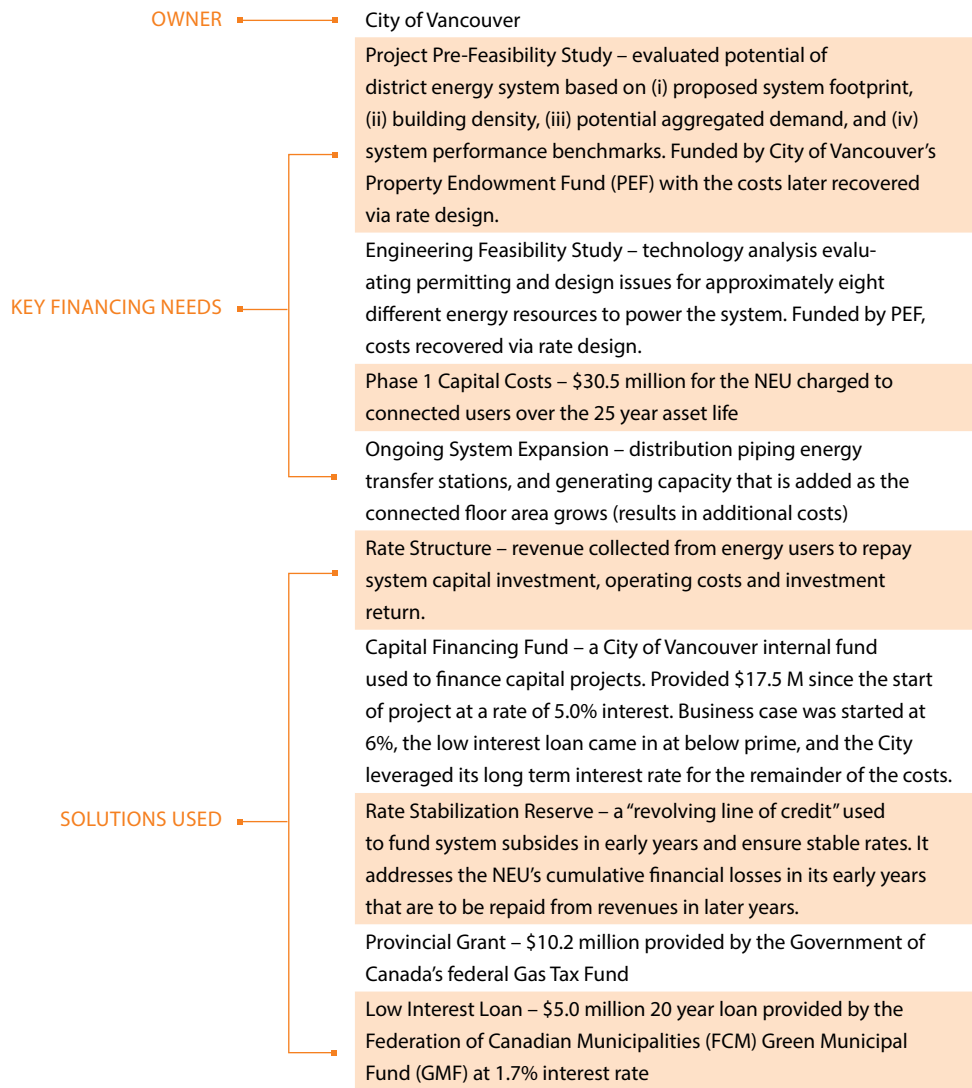 OWNER
City of Vancouver
Project Pre-Feasibility Study – evaluated potential of
district energy system based on (i) proposed system footprint,
(ii) building density, (iii) potential aggregated demand, and (iv)
system performance benchmarks. Funded by City of Vancouver’s
Property Endowment Fund (PEF) with the costs later recovered
via rate design.
KEY FINANCING NEEDS
Engineering Feasibility Study – technology analysis evalu-
ating permitting and design issues for approximately eight
different energy resources to power the system. Funded by PEF,
costs recovered via rate design.
Phase 1 Capital Costs – $30.5 million for the NEU charged to
connected users over the 25 year asset life
Ongoing System Expansion – distribution piping energy
transfer stations, and generating capacity that is added as the
connected floor area grows (results in additional costs)
SOLUTIONS USED
Rate Structure – revenue collected from energy users to repay
system capital investment, operating costs and investment
return.
Capital Financing Fund – a City of Vancouver internal fund
used to finance capital projects. Provided $17.5 M since the start
of project at a rate of 5.0% interest. Business case was started at
6%, the low interest loan came in at below prime, and the City
leveraged its long term interest rate for the remainder of the costs.
Rate Stabilization Reserve – a “revolving line of credit” used
to fund system subsides in early years and ensure stable rates. It
addresses the NEU’s cumulative financial losses in its early years
that are to be repaid from revenues in later years.
Provincial Grant – $10.2 million provided by the Government of
Canada’s federal Gas Tax Fund
Low Interest Loan – $5.0 million 20 year loan provided by the
Federation of Canadian Municipalities (FCM) Green Municipal
Fund (GMF) at 1.7% interest rate